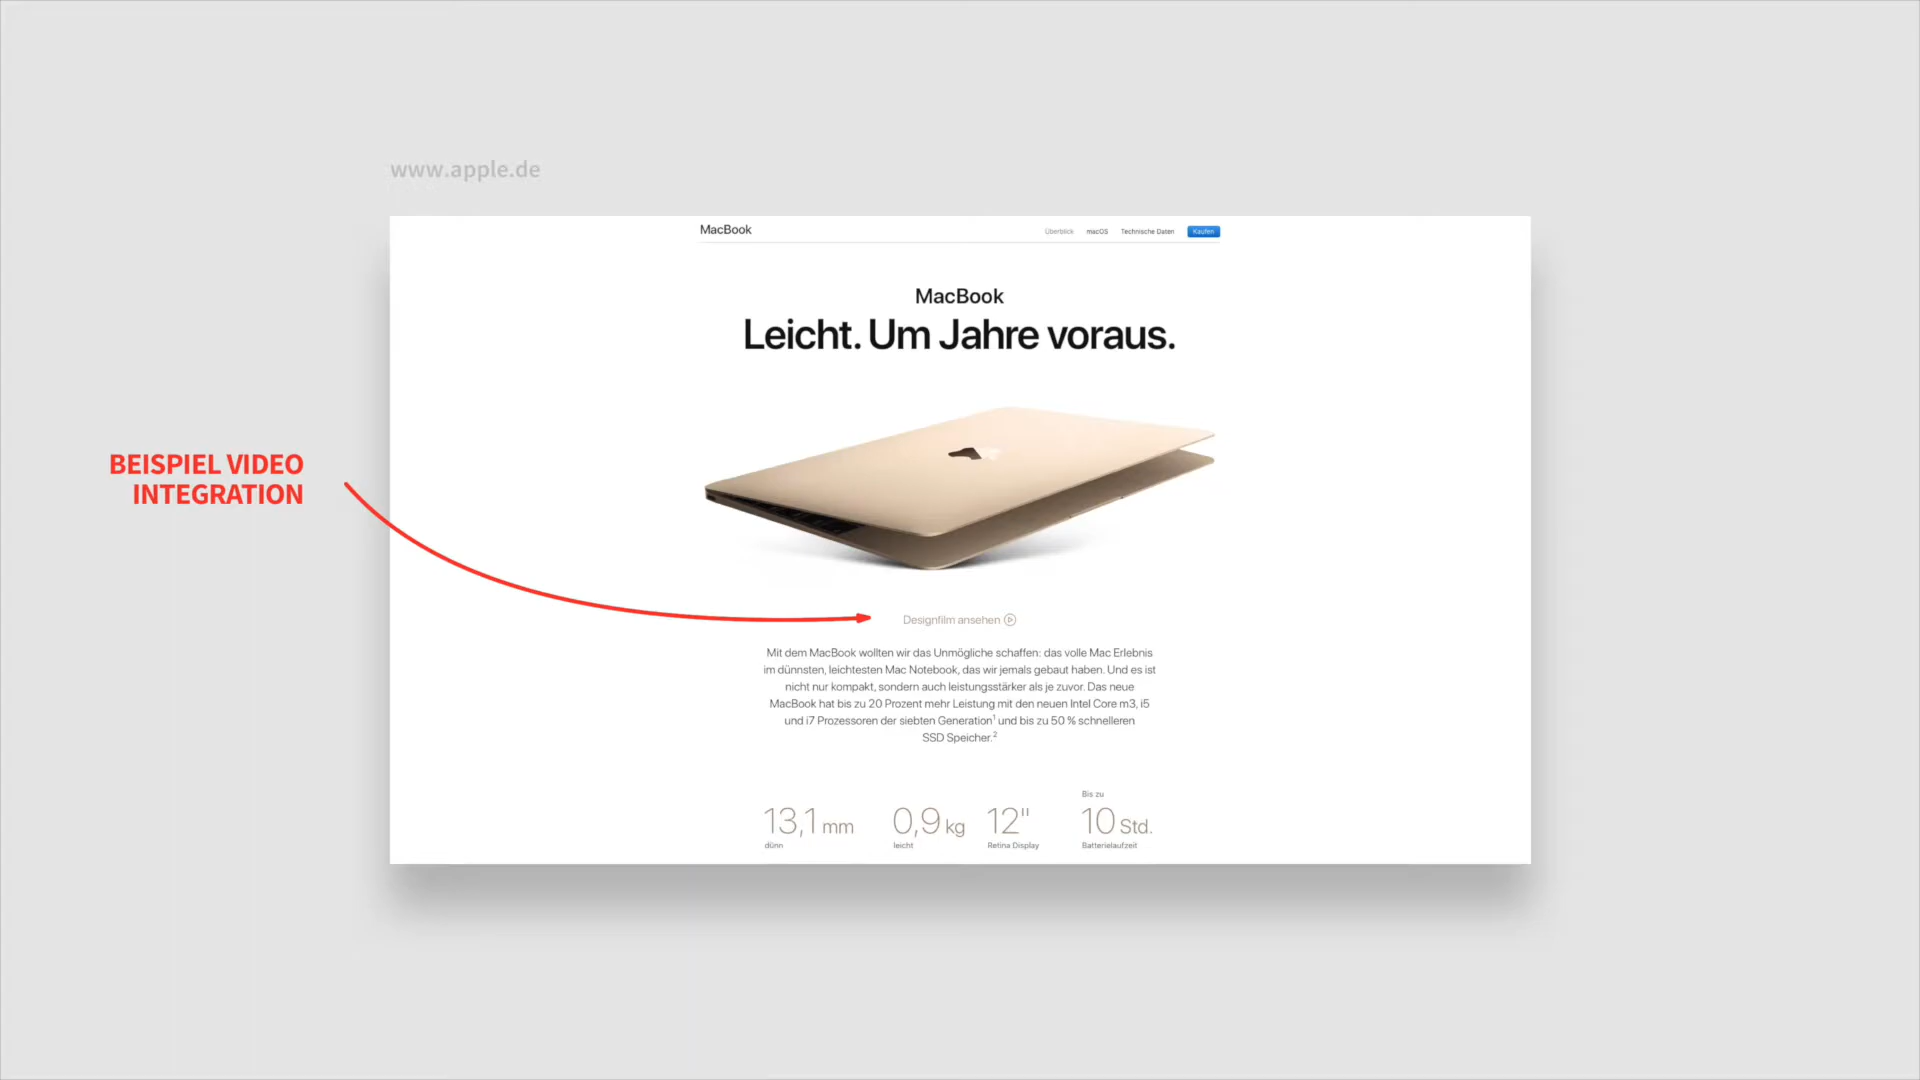 www.apple.de
MacBook
Überblick macOS Technische Daten Kaufen
MacBook
Leicht. Um Jahre voraus.
BEISPIEL VIDEO
INTEGRATION
Designfilm ansehen
Mit dem MacBook wollten wir das Unmögliche schaffen: das volle Mac Erlebnis
im dünnsten, leichtesten Mac Notebook, das wir jemals gebaut haben. Und es ist
nicht nur kompakt, sondern auch leistungsstärker als je zuvor. Das neue
MacBook hat bis zu 20 Prozent mehr Leistung mit den neuen Intel Core m3, i5
und i7 Prozessoren der siebten Generation¹ und bis zu 50 % schnelleren
SSD Speicher.²
Bis zu
13,1 mm 0,9 kg 12" 10 Std.
dünn leicht Retina Display Batterielaufzeit